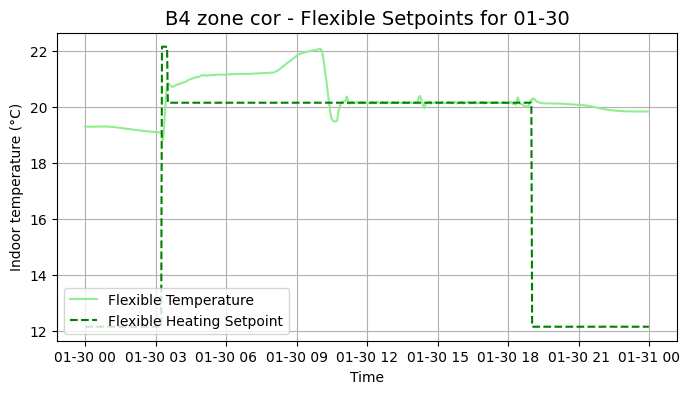 B4 zone cor - Flexible Setpoints for 01-30
Indoor temperature (°C)
22
20
18
16
14
12
Flexible Temperature
Flexible Heating Setpoint
01-30 00 01-30 03 01-30 06 01-30 09 01-30 12 01-30 15 01-30 18 01-30 21 01-31 00
Time